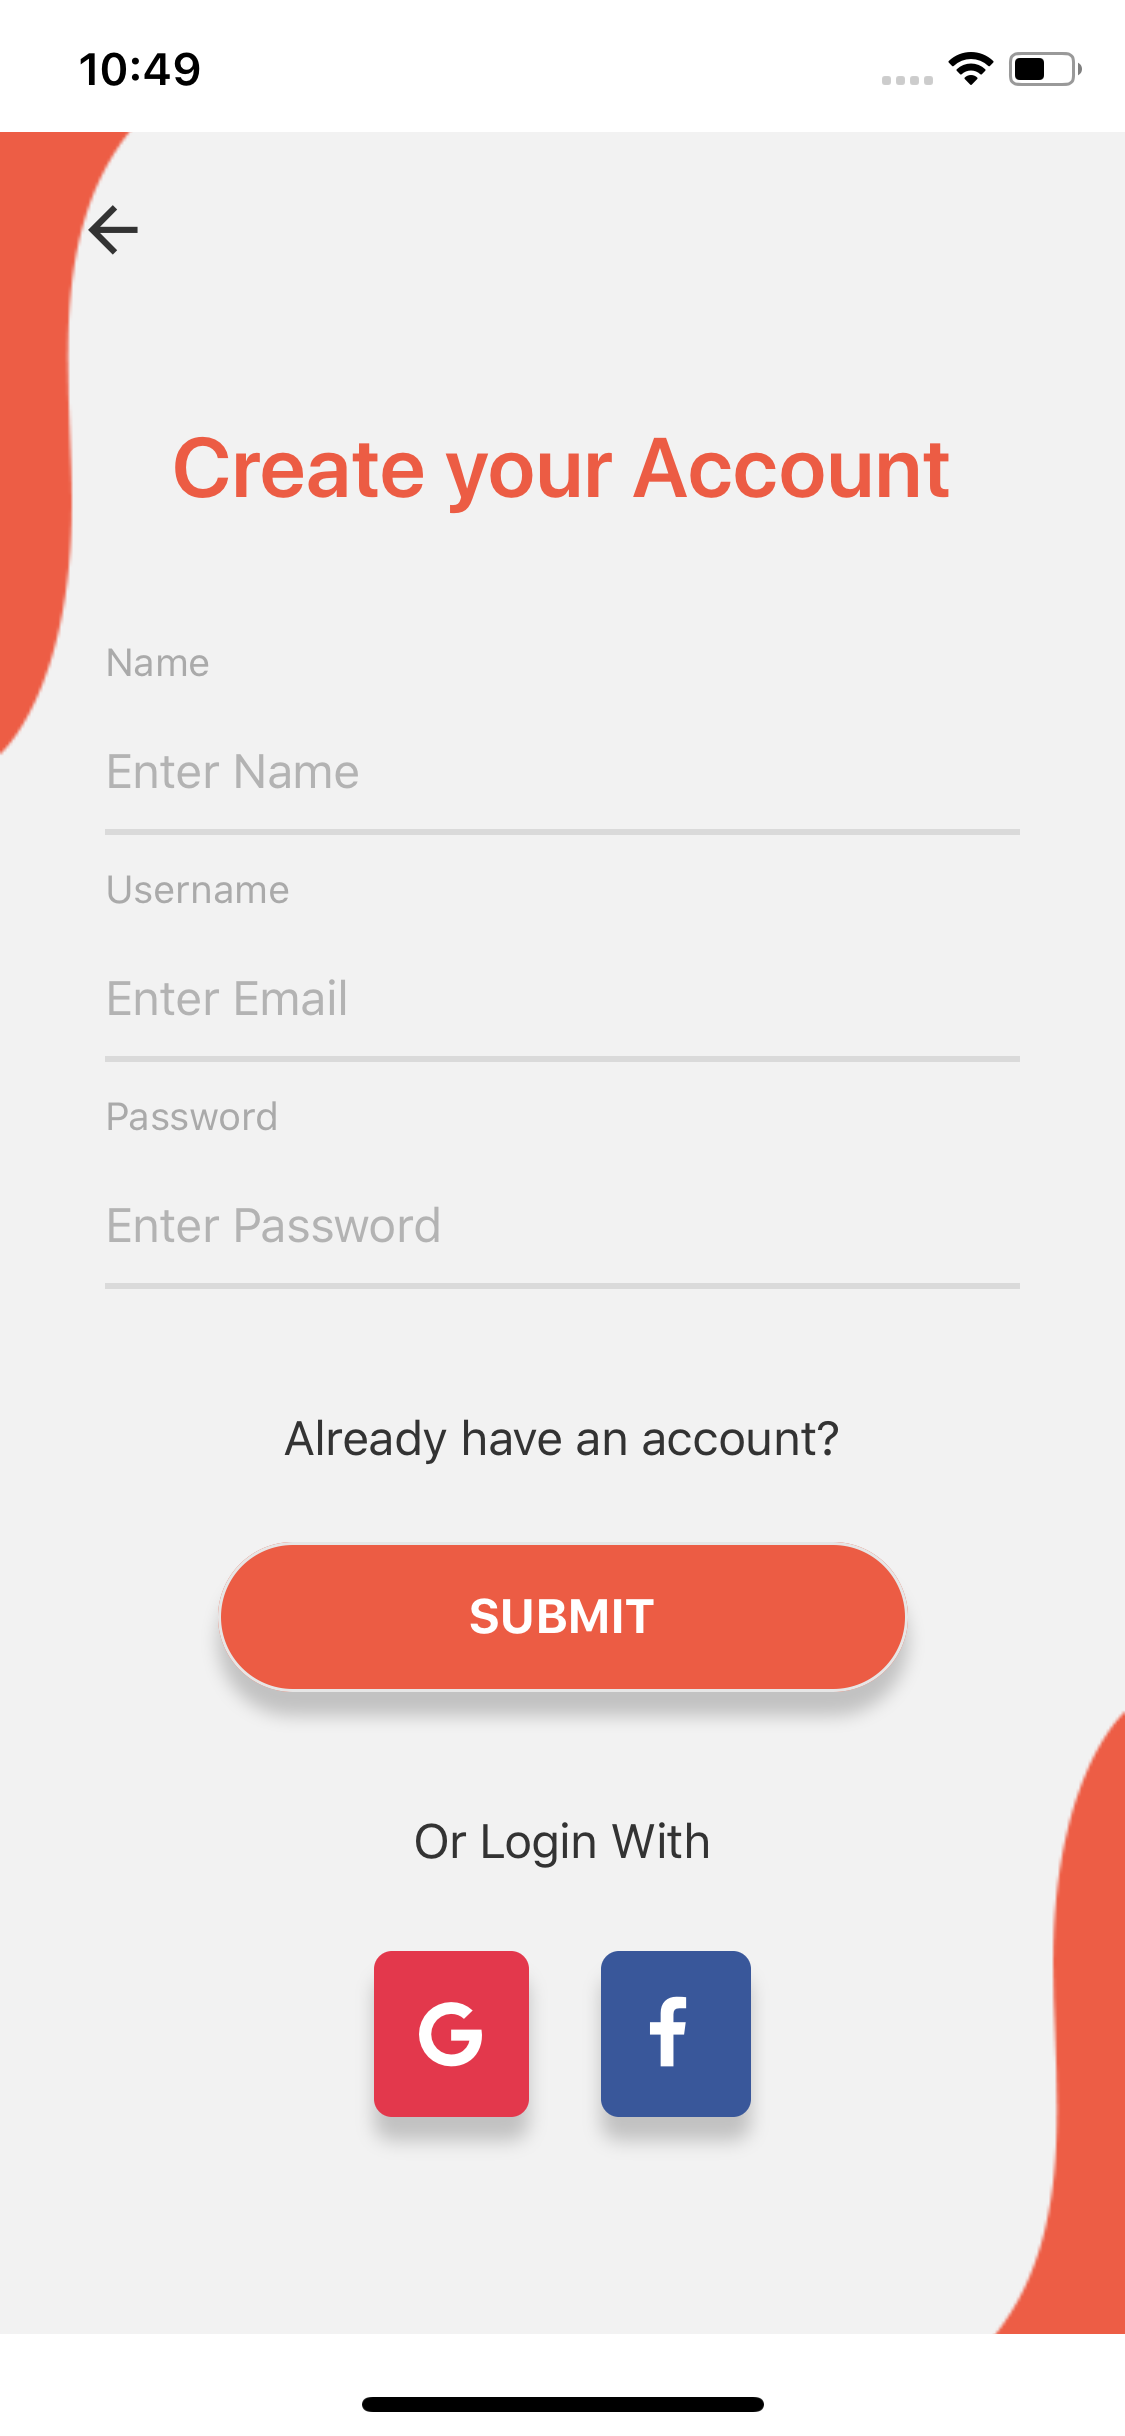 10:49
Create your Account
Name
Enter Name
Username
Enter Email
Password
Enter Password
Already have an account?
SUBMIT
Or Login With
G f